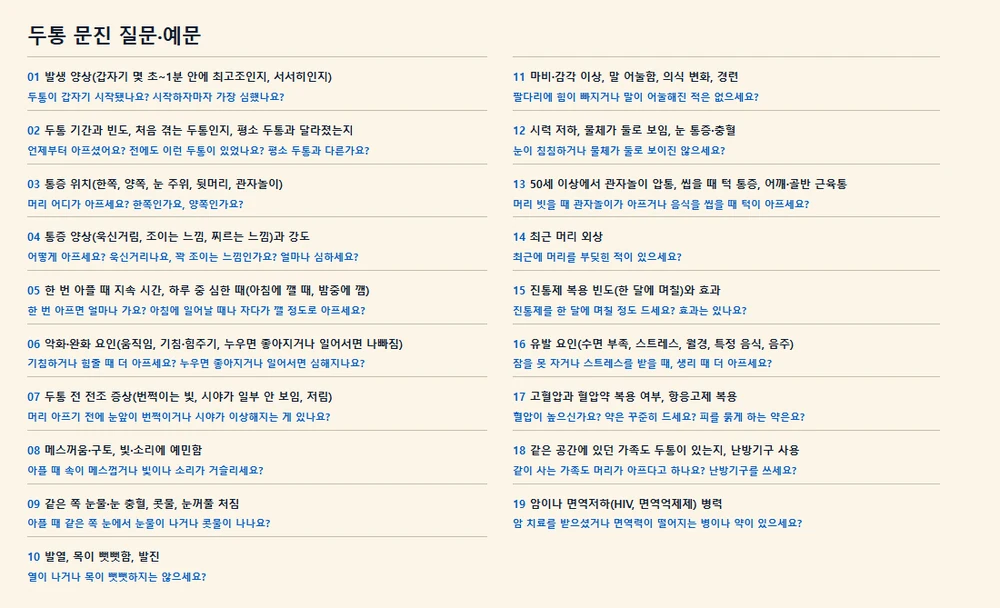 두통 문진 질문·예문
01 발생 양상(갑자기 몇 초~1분 안에 최고조인지, 서서히인지)
두통이 갑자기 시작됐나요? 시작하자마자 가장 심했나요?
02 두통 기간과 빈도, 처음 겪는 두통인지, 평소 두통과 달라졌는지
언제부터 아프셨어요? 전에도 이런 두통이 있었나요? 평소 두통과 다른가요?
03 통증 위치(한쪽, 양쪽, 눈 주위, 뒷머리, 관자놀이)
머리 어디가 아프세요? 한쪽인가요, 양쪽인가요?
04 통증 양상(욱신거림, 조이는 느낌, 찌르는 느낌)과 강도
어떻게 아프세요? 욱신거리나요, 꽉 조이는 느낌인가요? 얼마나 심하세요?
05 한 번 아플 때 지속 시간, 하루 중 심한 때(아침에 깰 때, 밤중에 깸)
한 번 아프면 얼마나 가요? 아침에 일어날 때나 자다가 깰 정도로 아프세요?
06 악화·완화 요인(움직임, 기침·힘주기, 누우면 좋아지거나 일어서면 나빠짐)
기침하거나 힘줄 때 더 아프세요? 누우면 좋아지거나 일어서면 심해지나요?
07 두통 전 전조 증상(번쩍이는 빛, 시야가 일부 안 보임, 저림)
머리 아프기 전에 눈앞이 번쩍이거나 시야가 이상해지는 게 있나요?
08 메스꺼움·구토, 빛·소리에 예민함
아플 때 속이 메스껍거나 빛이나 소리가 거슬리세요?
09 같은 쪽 눈물·눈 충혈, 콧물, 눈꺼풀 처짐
아플 때 같은 쪽 눈에서 눈물이 나거나 콧물이 나나요?
10 발열, 목이 뻣뻣함, 발진
열이 나거나 목이 뻣뻣하지는 않으세요?
11 마비·감각 이상, 말 어눌함, 의식 변화, 경련
팔다리에 힘이 빠지거나 말이 어눌해진 적은 없으세요?
12 시력 저하, 물체가 둘로 보임, 눈 통증·충혈
눈이 침침하거나 물체가 둘로 보이진 않으세요?
13 50세 이상에서 관자놀이 압통, 씹을 때 턱 통증, 어깨·골반 근육통
머리 빗을 때 관자놀이가 아프거나 음식을 씹을 때 턱이 아프세요?
14 최근 머리 외상
최근에 머리를 부딪힌 적이 있으세요?
15 진통제 복용 빈도(한 달에 며칠)와 효과
진통제를 한 달에 며칠 정도 드세요? 효과는 있나요?
16 유발 요인(수면 부족, 스트레스, 월경, 특정 음식, 음주)
잠을 못 자거나 스트레스를 받을 때, 생리 때 더 아프세요?
17 고혈압과 혈압약 복용 여부, 항응고제 복용
혈압이 높으신가요? 약은 꾸준히 드세요? 피를 묽게 하는 약은요?
18 같은 공간에 있던 가족도 두통이 있는지, 난방기구 사용
같이 사는 가족도 머리가 아프다고 하나요? 난방기구를 쓰세요?
19 암이나 면역저하(HIV, 면역억제제) 병력
암 치료를 받으셨거나 면역력이 떨어지는 병이나 약이 있으세요?